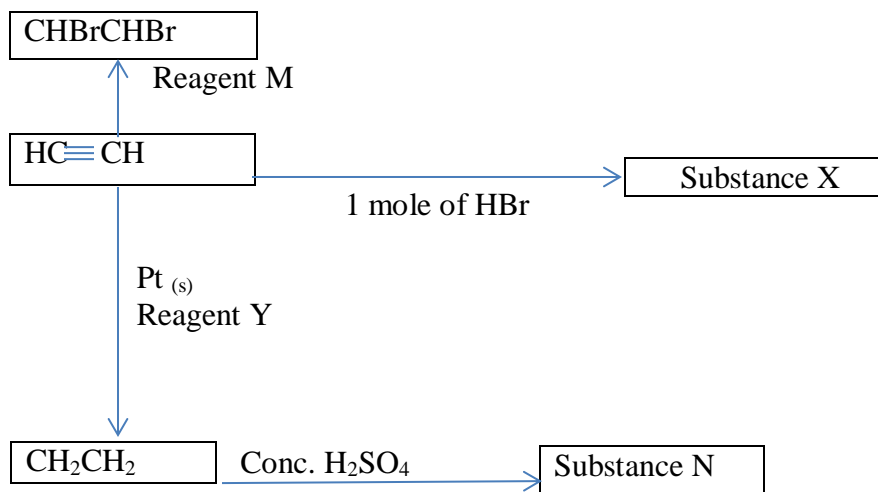 CHBrCHBr
Reagent M
HC≡CH
Substance X
1 mole of HBr
Pt (s)
Reagent Y
CH₂CH₂
Conc. H₂SO₄
Substance N